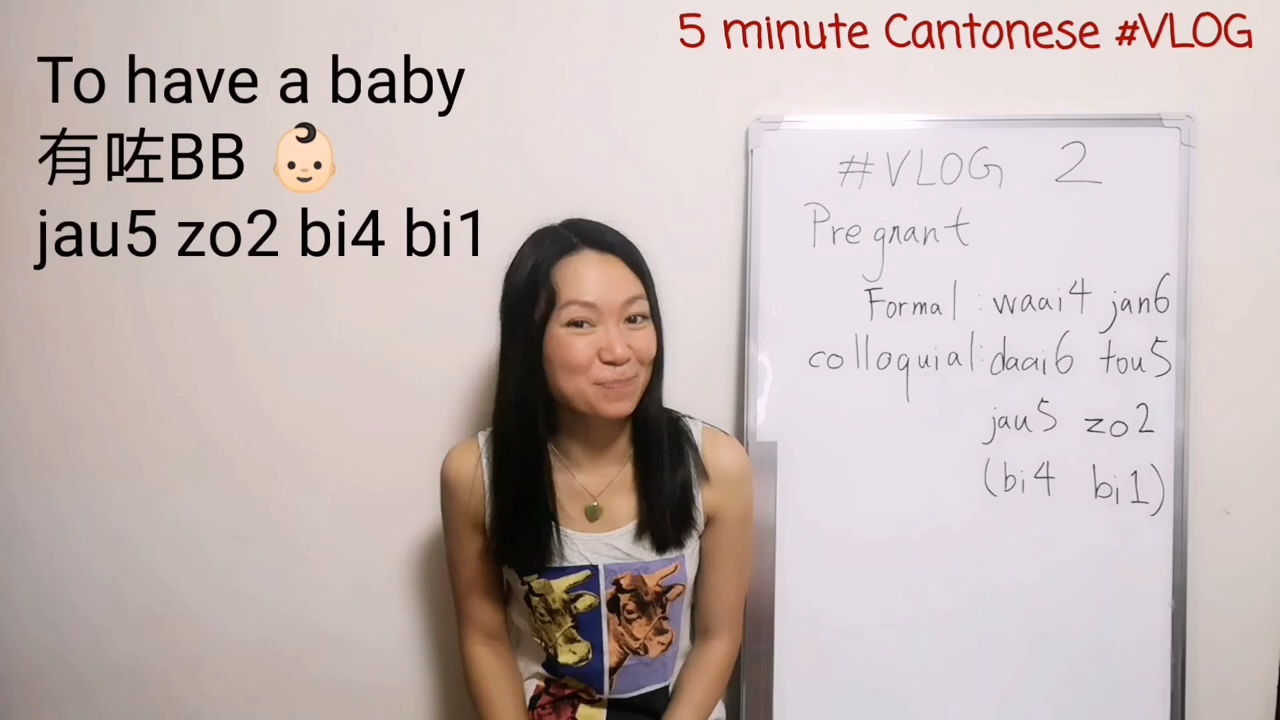 5 minute Cantonese #VLOG
To have a baby
有咗BB 👶🏻
jau5 zo2 bi4 bi1
#VLOG 2
Pregnant
Formal : waai4 jan6
colloquial: daai6 tou5
jau5 zo2
(bi4 bi1)